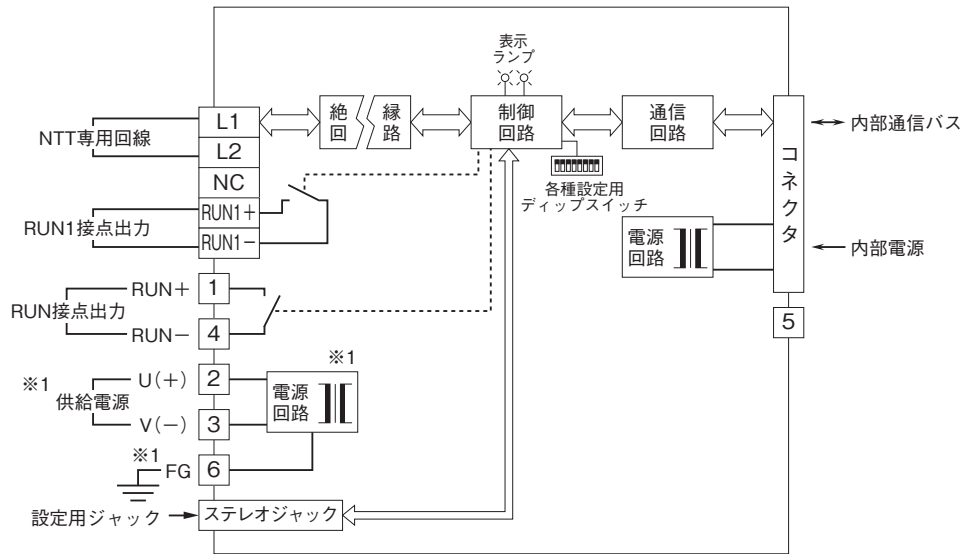 表示
ランプ
L1
L2
NC
RUN1+
RUN1−
NTT専用回線
RUN1接点出力
絶 縁
回 路
制御
回路
通信
回路
各種設定用
ディップスイッチ
コネクタ
内部通信バス
内部電源
電源
回路
5
RUN+
1
RUN接点出力
RUN−
4
※1
供給電源
U(+)
2
V(−)
3
※1
電源
回路
※1
FG
6
設定用ジャック
ステレオジャック